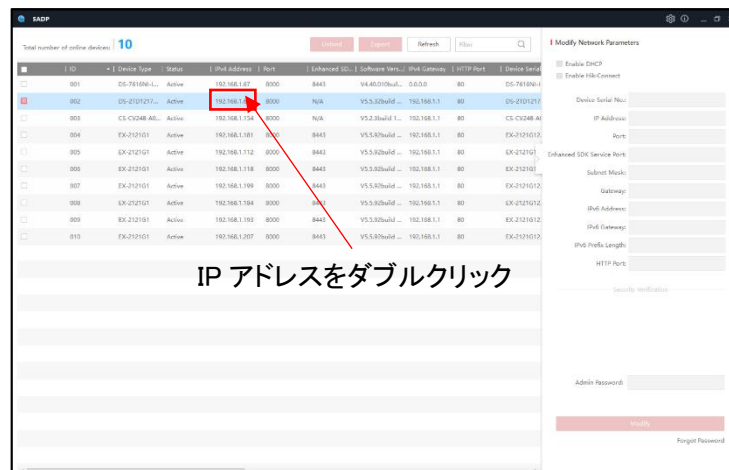 SADP
Total number of online devices: 10
Unbind Export Refresh Filter
ID Device Type Status IPv4 Address Port Enhanced SD... Software Vers... IPv4 Gateway HTTP Port Device Serial
001 DS-7616NI-I... Active 192.168.1.87 8000 8443 V4.40.010buil... 0.0.0.0 80 DS-7616NI-I
002 DS-2TD1217... Active 192.168.1. 8000 N/A V5.5.32build ... 192.168.1.1 80 DS-2TD1217
003 CS-CV248-A0... Active 192.168.1.154 8000 N/A V5.2.3build 1... 192.168.1.1 80 CS-CV248-A0
004 EX-2121G1 Active 192.168.1.181 8000 8443 V5.5.92build ... 192.168.1.1 80 EX-2121G12.
005 EX-2121G1 Active 192.168.1.112 8000 8443 V5.5.92build ... 192.168.1.1 80 EX-2121G1
006 EX-2121G1 Active 192.168.1.118 8000 8443 V5.5.92build ... 192.168.1.1 80 EX-2121G1
007 EX-2121G1 Active 192.168.1.199 8000 8443 V5.5.92build ... 192.168.1.1 80 EX-2121G12.
008 EX-2121G1 Active 192.168.1.184 8000 8443 V5.5.92build ... 192.168.1.1 80 EX-2121G12.
009 EX-2121G1 Active 192.168.1.193 8000 8443 V5.5.92build ... 192.168.1.1 80 EX-2121G12.
010 EX-2121G1 Active 192.168.1.207 8000 8443 V5.5.92build ... 192.168.1.1 80 EX-2121G12.
IP アドレスをダブルクリック
Modify Network Parameters
Enable DHCP
Enable Hik-Connect
Device Serial No.:
IP Address:
Port:
Enhanced SDK Service Port:
Subnet Mask:
Gateway:
IPv6 Address:
IPv6 Gateway:
IPv6 Prefix Length:
HTTP Port:
Security Verification
Admin Password:
Modify
Forgot Password